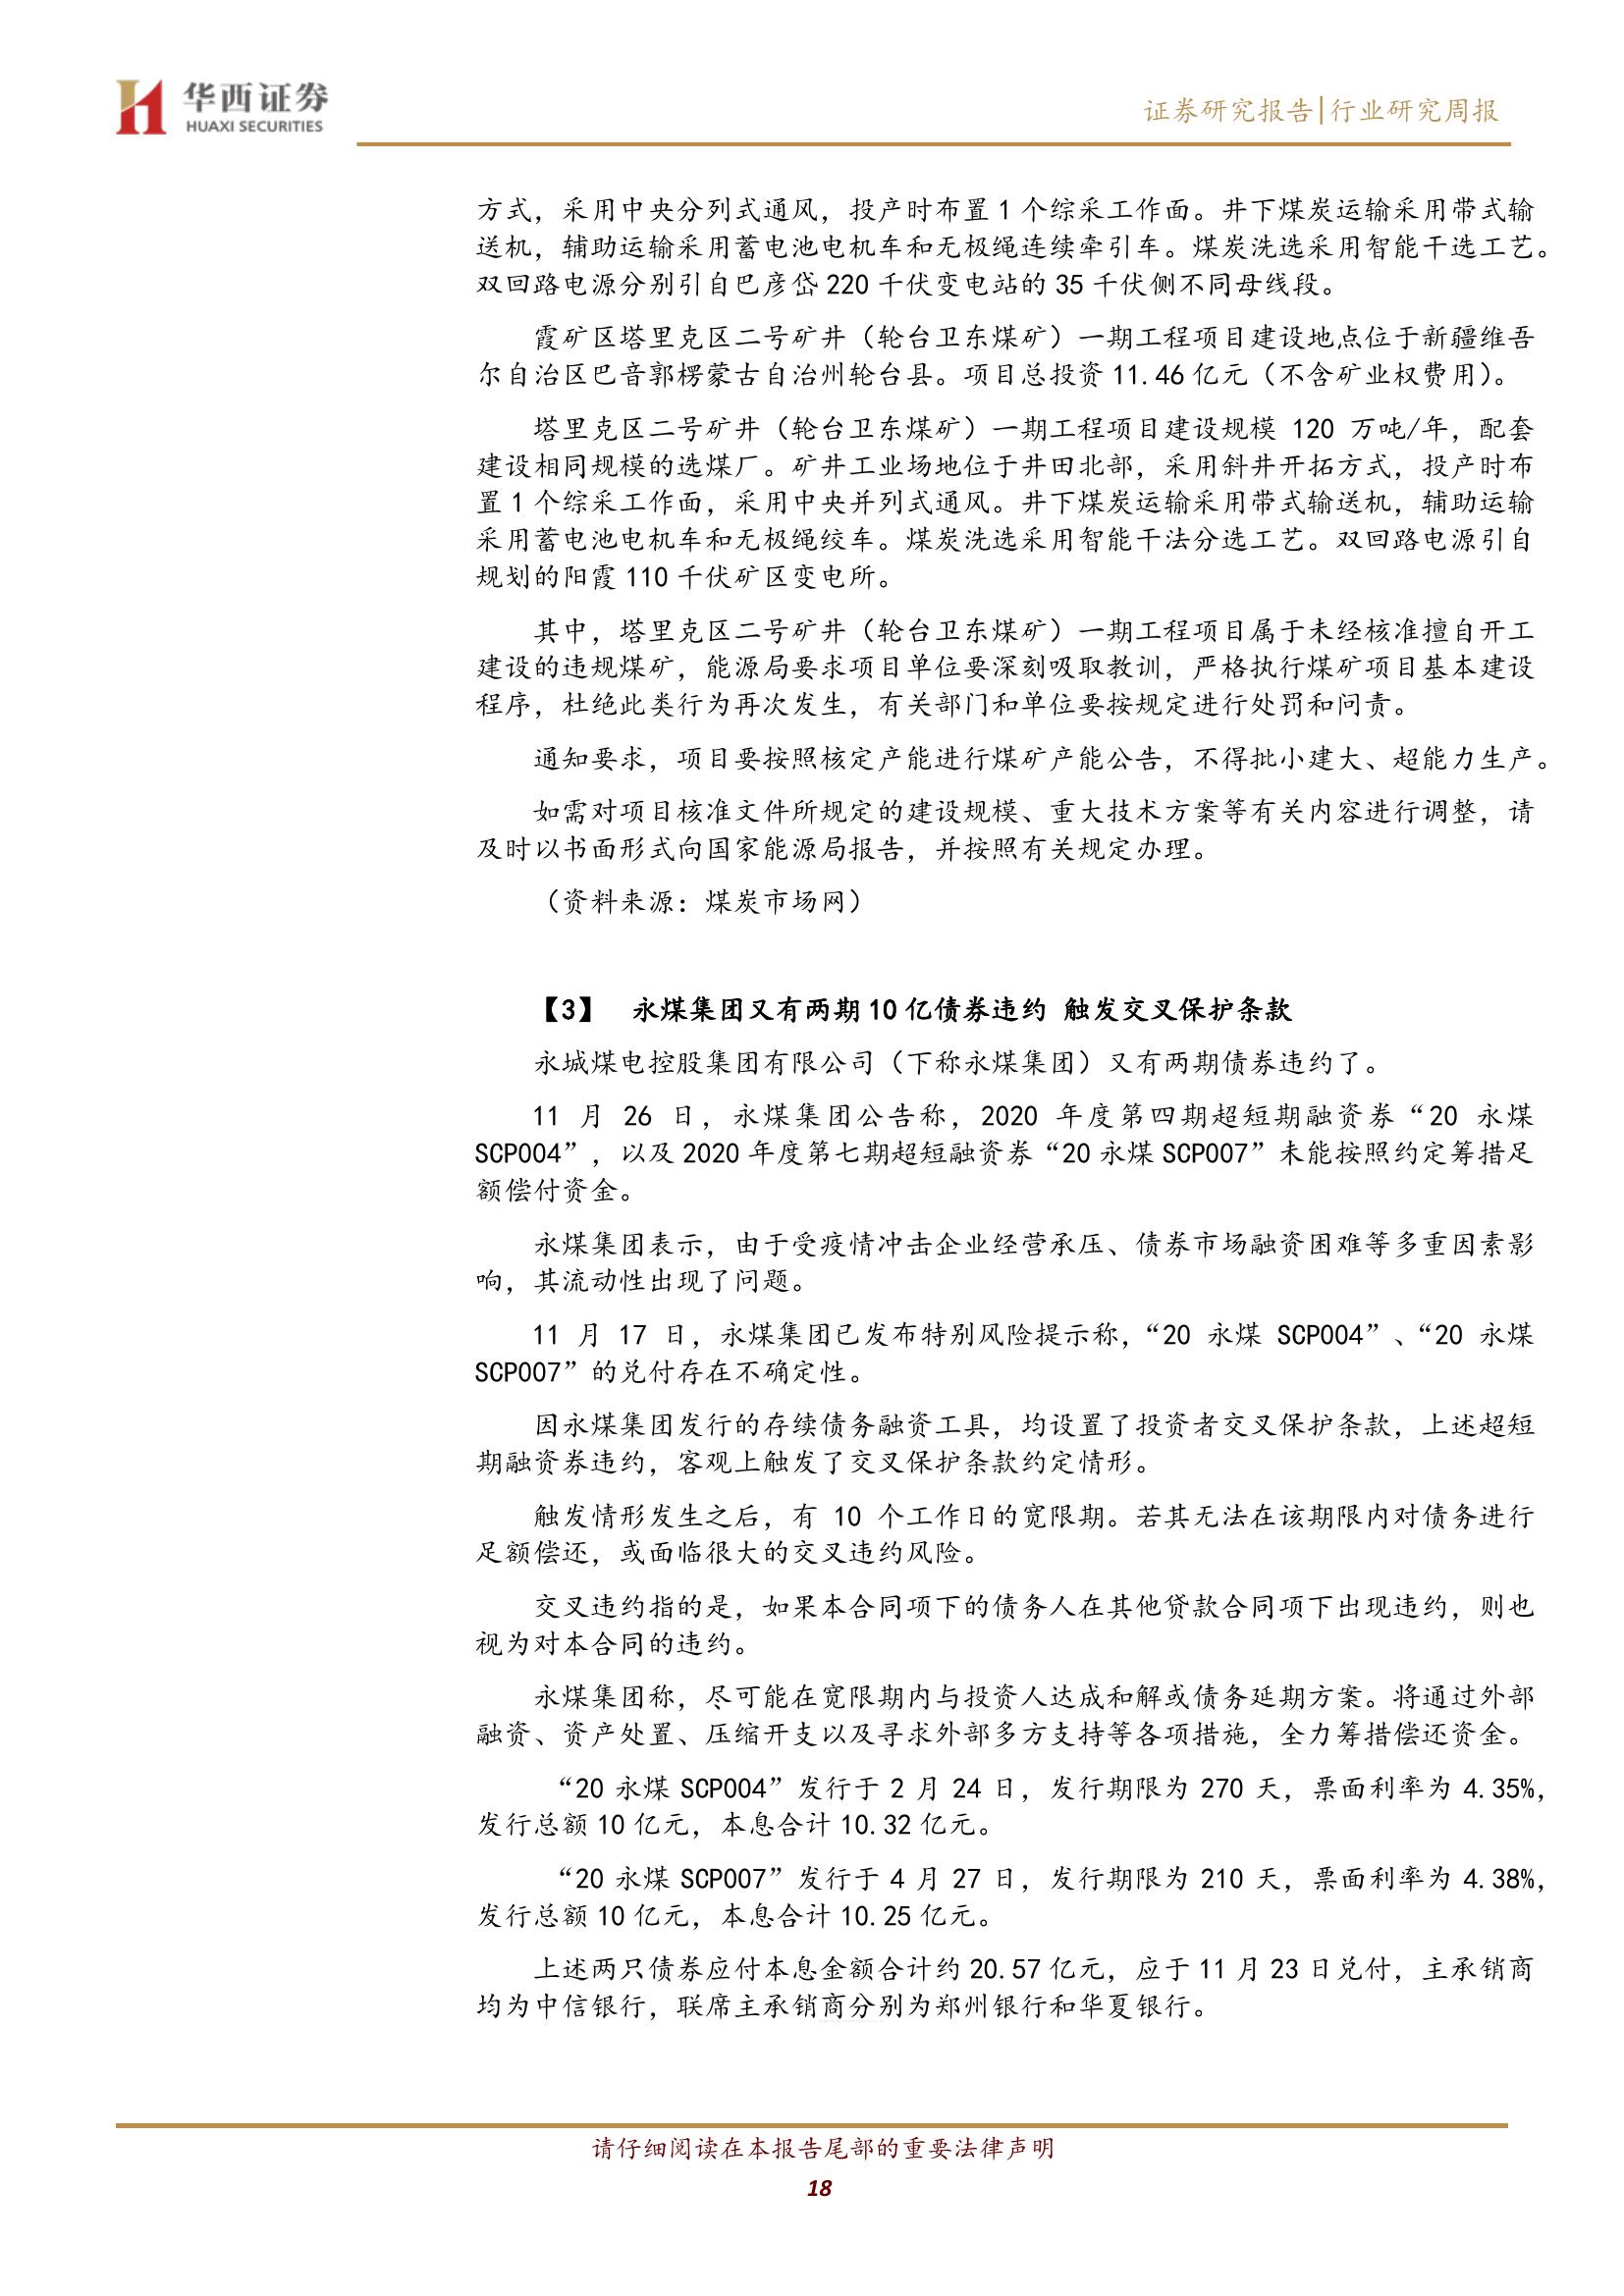 华西证券
HUAXI SECURITIES
证券研究报告|行业研究周报
方式，采用中央分列式通风，投产时布置 1 个综采工作面。井下煤炭运输采用带式输
送机，辅助运输采用蓄电池电机车和无极绳连续牵引车。煤炭洗选采用智能干选工艺。
双回路电源分别引自巴彦岱 220 千伏变电站的 35 千伏侧不同母线段。
霞矿区塔里克区二号矿井（轮台卫东煤矿）一期工程项目建设地点位于新疆维吾
尔自治区巴音郭楞蒙古自治州轮台县。项目总投资 11.46 亿元（不含矿业权费用）。
塔里克区二号矿井（轮台卫东煤矿）一期工程项目建设规模 120 万吨/年，配套
建设相同规模的选煤厂。矿井工业场地位于井田北部，采用斜井开拓方式，投产时布
置 1 个综采工作面，采用中央并列式通风。井下煤炭运输采用带式输送机，辅助运输
采用蓄电池电机车和无极绳绞车。煤炭洗选采用智能干法分选工艺。双回路电源引自
规划的阳霞 110 千伏矿区变电所。
其中，塔里克区二号矿井（轮台卫东煤矿）一期工程项目属于未经核准擅自开工
建设的违规煤矿，能源局要求项目单位要深刻吸取教训，严格执行煤矿项目基本建设
程序，杜绝此类行为再次发生，有关部门和单位要按规定进行处罚和问责。
通知要求，项目要按照核定产能进行煤矿产能公告，不得批小建大、超能力生产。
如需对项目核准文件所规定的建设规模、重大技术方案等有关内容进行调整，请
及时以书面形式向国家能源局报告，并按照有关规定办理。
（资料来源：煤炭市场网）
【3】 永煤集团又有两期 10 亿债券违约 触发交叉保护条款
永城煤电控股集团有限公司（下称永煤集团）又有两期债券违约了。
11 月 26 日，永煤集团公告称，2020 年度第四期超短期融资券“20 永煤
SCP004”，以及 2020 年度第七期超短融资券“20 永煤 SCP007”未能按照约定筹措足
额偿付资金。
永煤集团表示，由于受疫情冲击企业经营承压、债券市场融资困难等多重因素影
响，其流动性出现了问题。
11 月 17 日，永煤集团已发布特别风险提示称，“20 永煤 SCP004”、“20 永煤
SCP007”的兑付存在不确定性。
因永煤集团发行的存续债务融资工具，均设置了投资者交叉保护条款，上述超短
期融资券违约，客观上触发了交叉保护条款约定情形。
触发情形发生之后，有 10 个工作日的宽限期。若其无法在该期限内对债务进行
足额偿还，或面临很大的交叉违约风险。
交叉违约指的是，如果本合同项下的债务人在其他贷款合同项下出现违约，则也
视为对本合同的违约。
永煤集团称，尽可能在宽限期内与投资人达成和解或债务延期方案。将通过外部
融资、资产处置、压缩开支以及寻求外部多方支持等各项措施，全力筹措偿还资金。
“20 永煤 SCP004”发行于 2 月 24 日，发行期限为 270 天，票面利率为 4.35%，
发行总额 10 亿元，本息合计 10.32 亿元。
“20 永煤 SCP007”发行于 4 月 27 日，发行期限为 210 天，票面利率为 4.38%，
发行总额 10 亿元，本息合计 10.25 亿元。
上述两只债券应付本息金额合计约 20.57 亿元，应于 11 月 23 日兑付，主承销商
均为中信银行，联席主承销商分别为郑州银行和华夏银行。
请仔细阅读在本报告尾部的重要法律声明
18